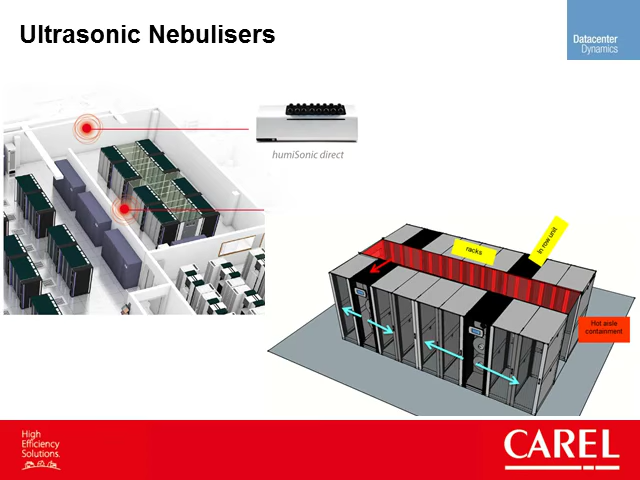 Ultrasonic Nebulisers
Datacenter
Dynamics
humiSonic direct
racks
In row unit
Hot aisle
containment
High
Efficiency
Solutions.
CAREL